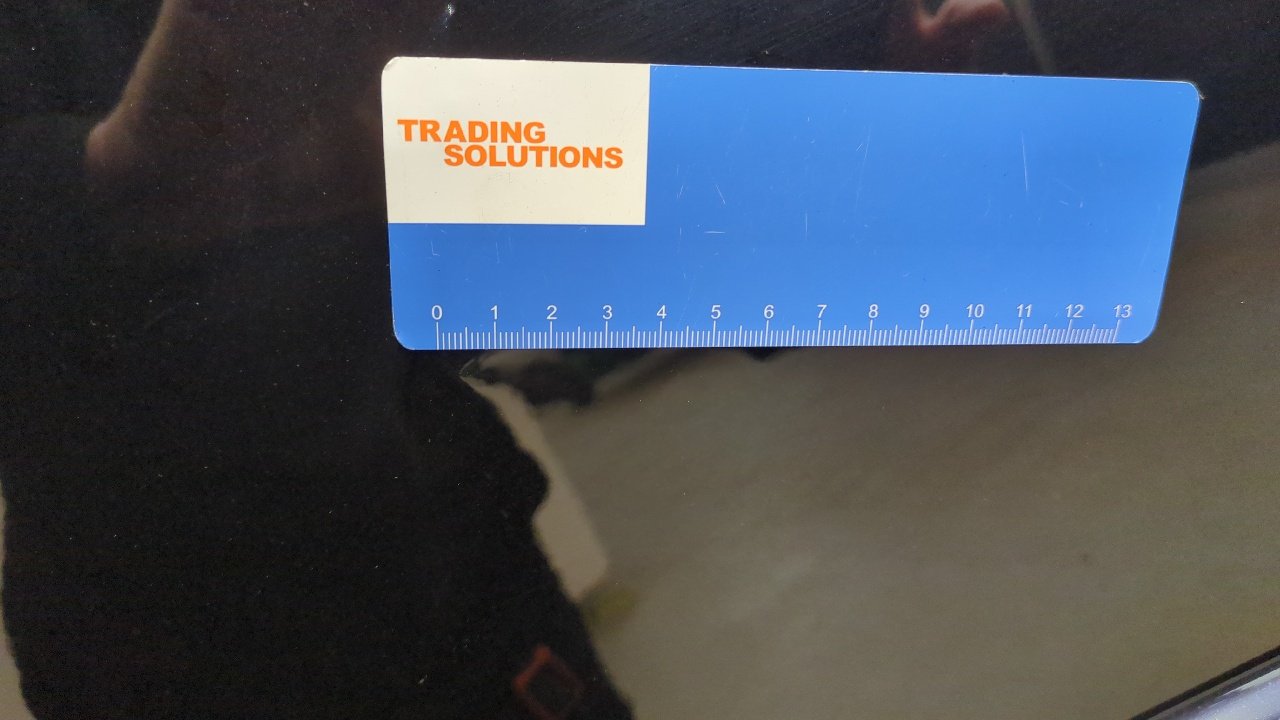 TRADING
SOLUTIONS
0 1 2 3 4 5 6 7 8 9 10 11 12 13